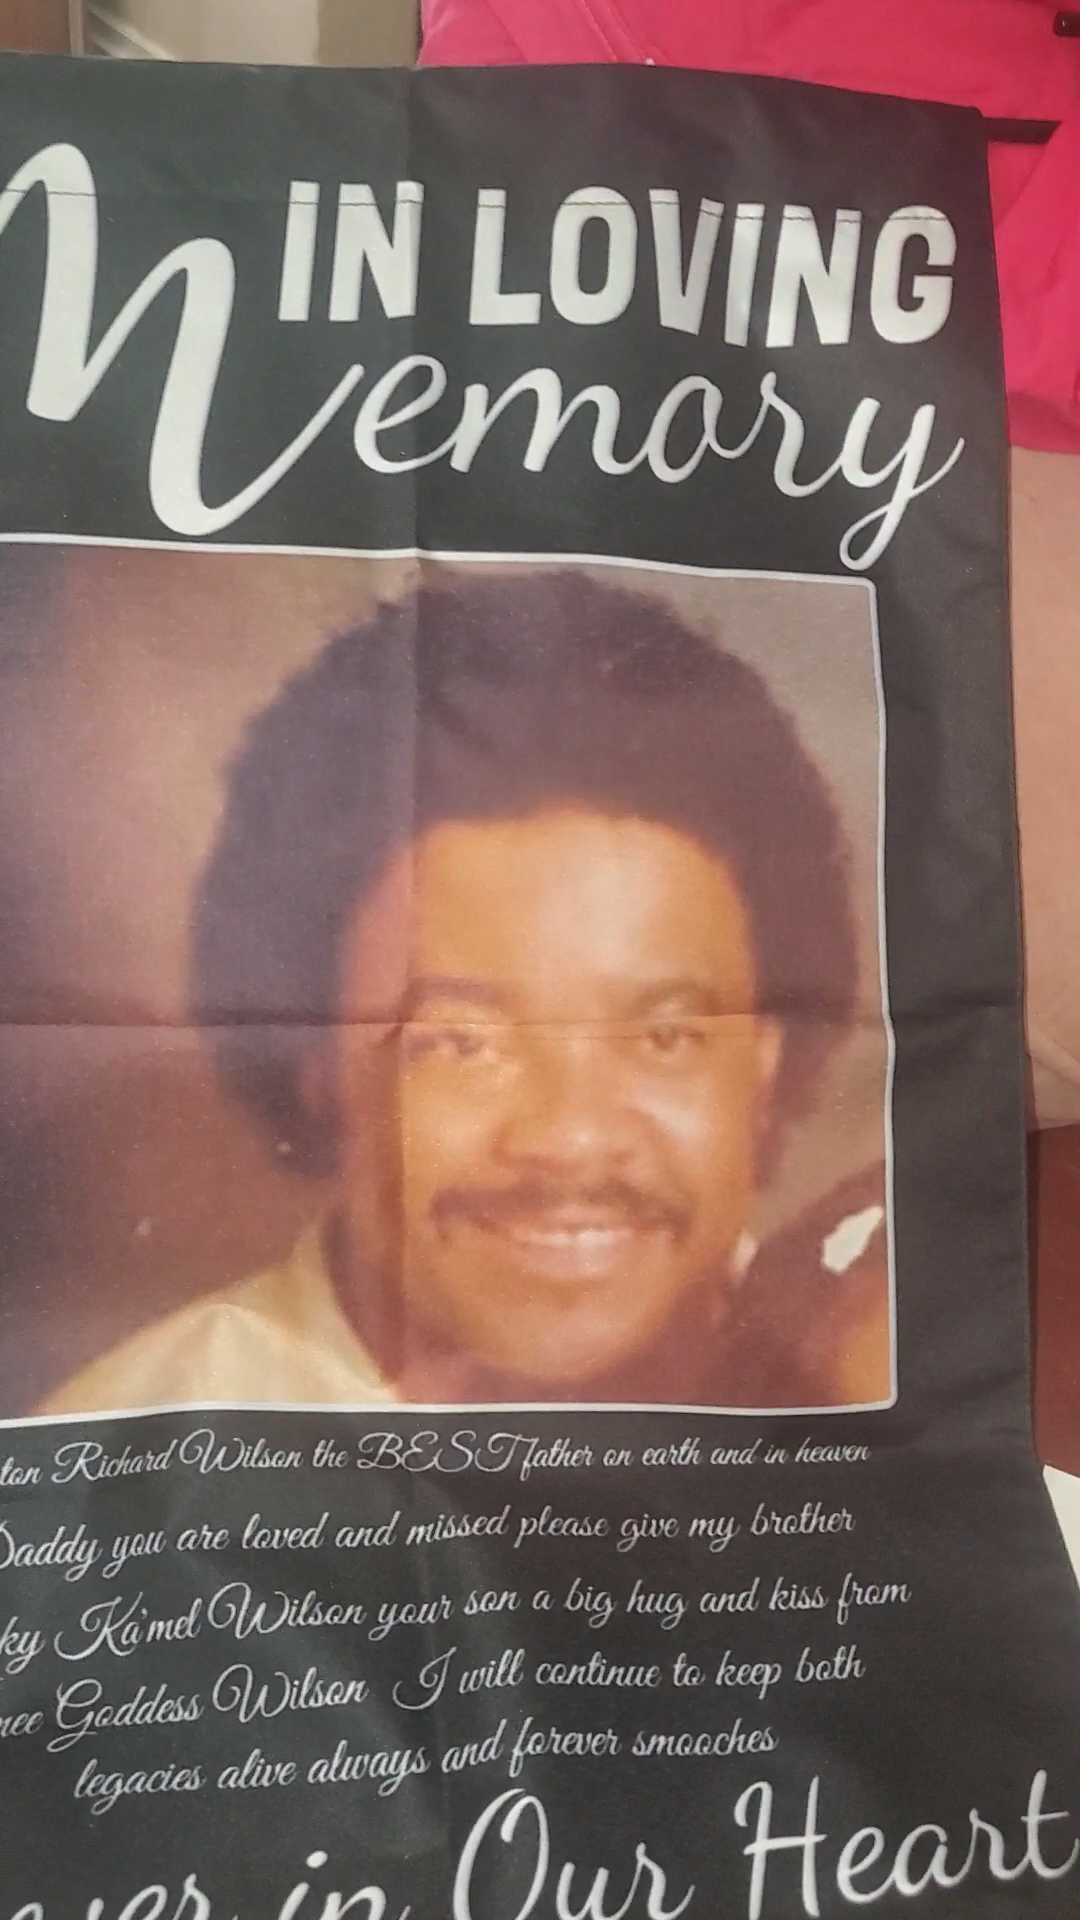 IN LOVING
Memory
Richard Wilson the BEST father on earth and in heaven
Daddy you are loved and missed please give my brother
Ka'mel Wilson your son a big hug and kiss from
Goddess Wilson I will continue to keep both
legacies alive always and forever smooches
in Our Heart